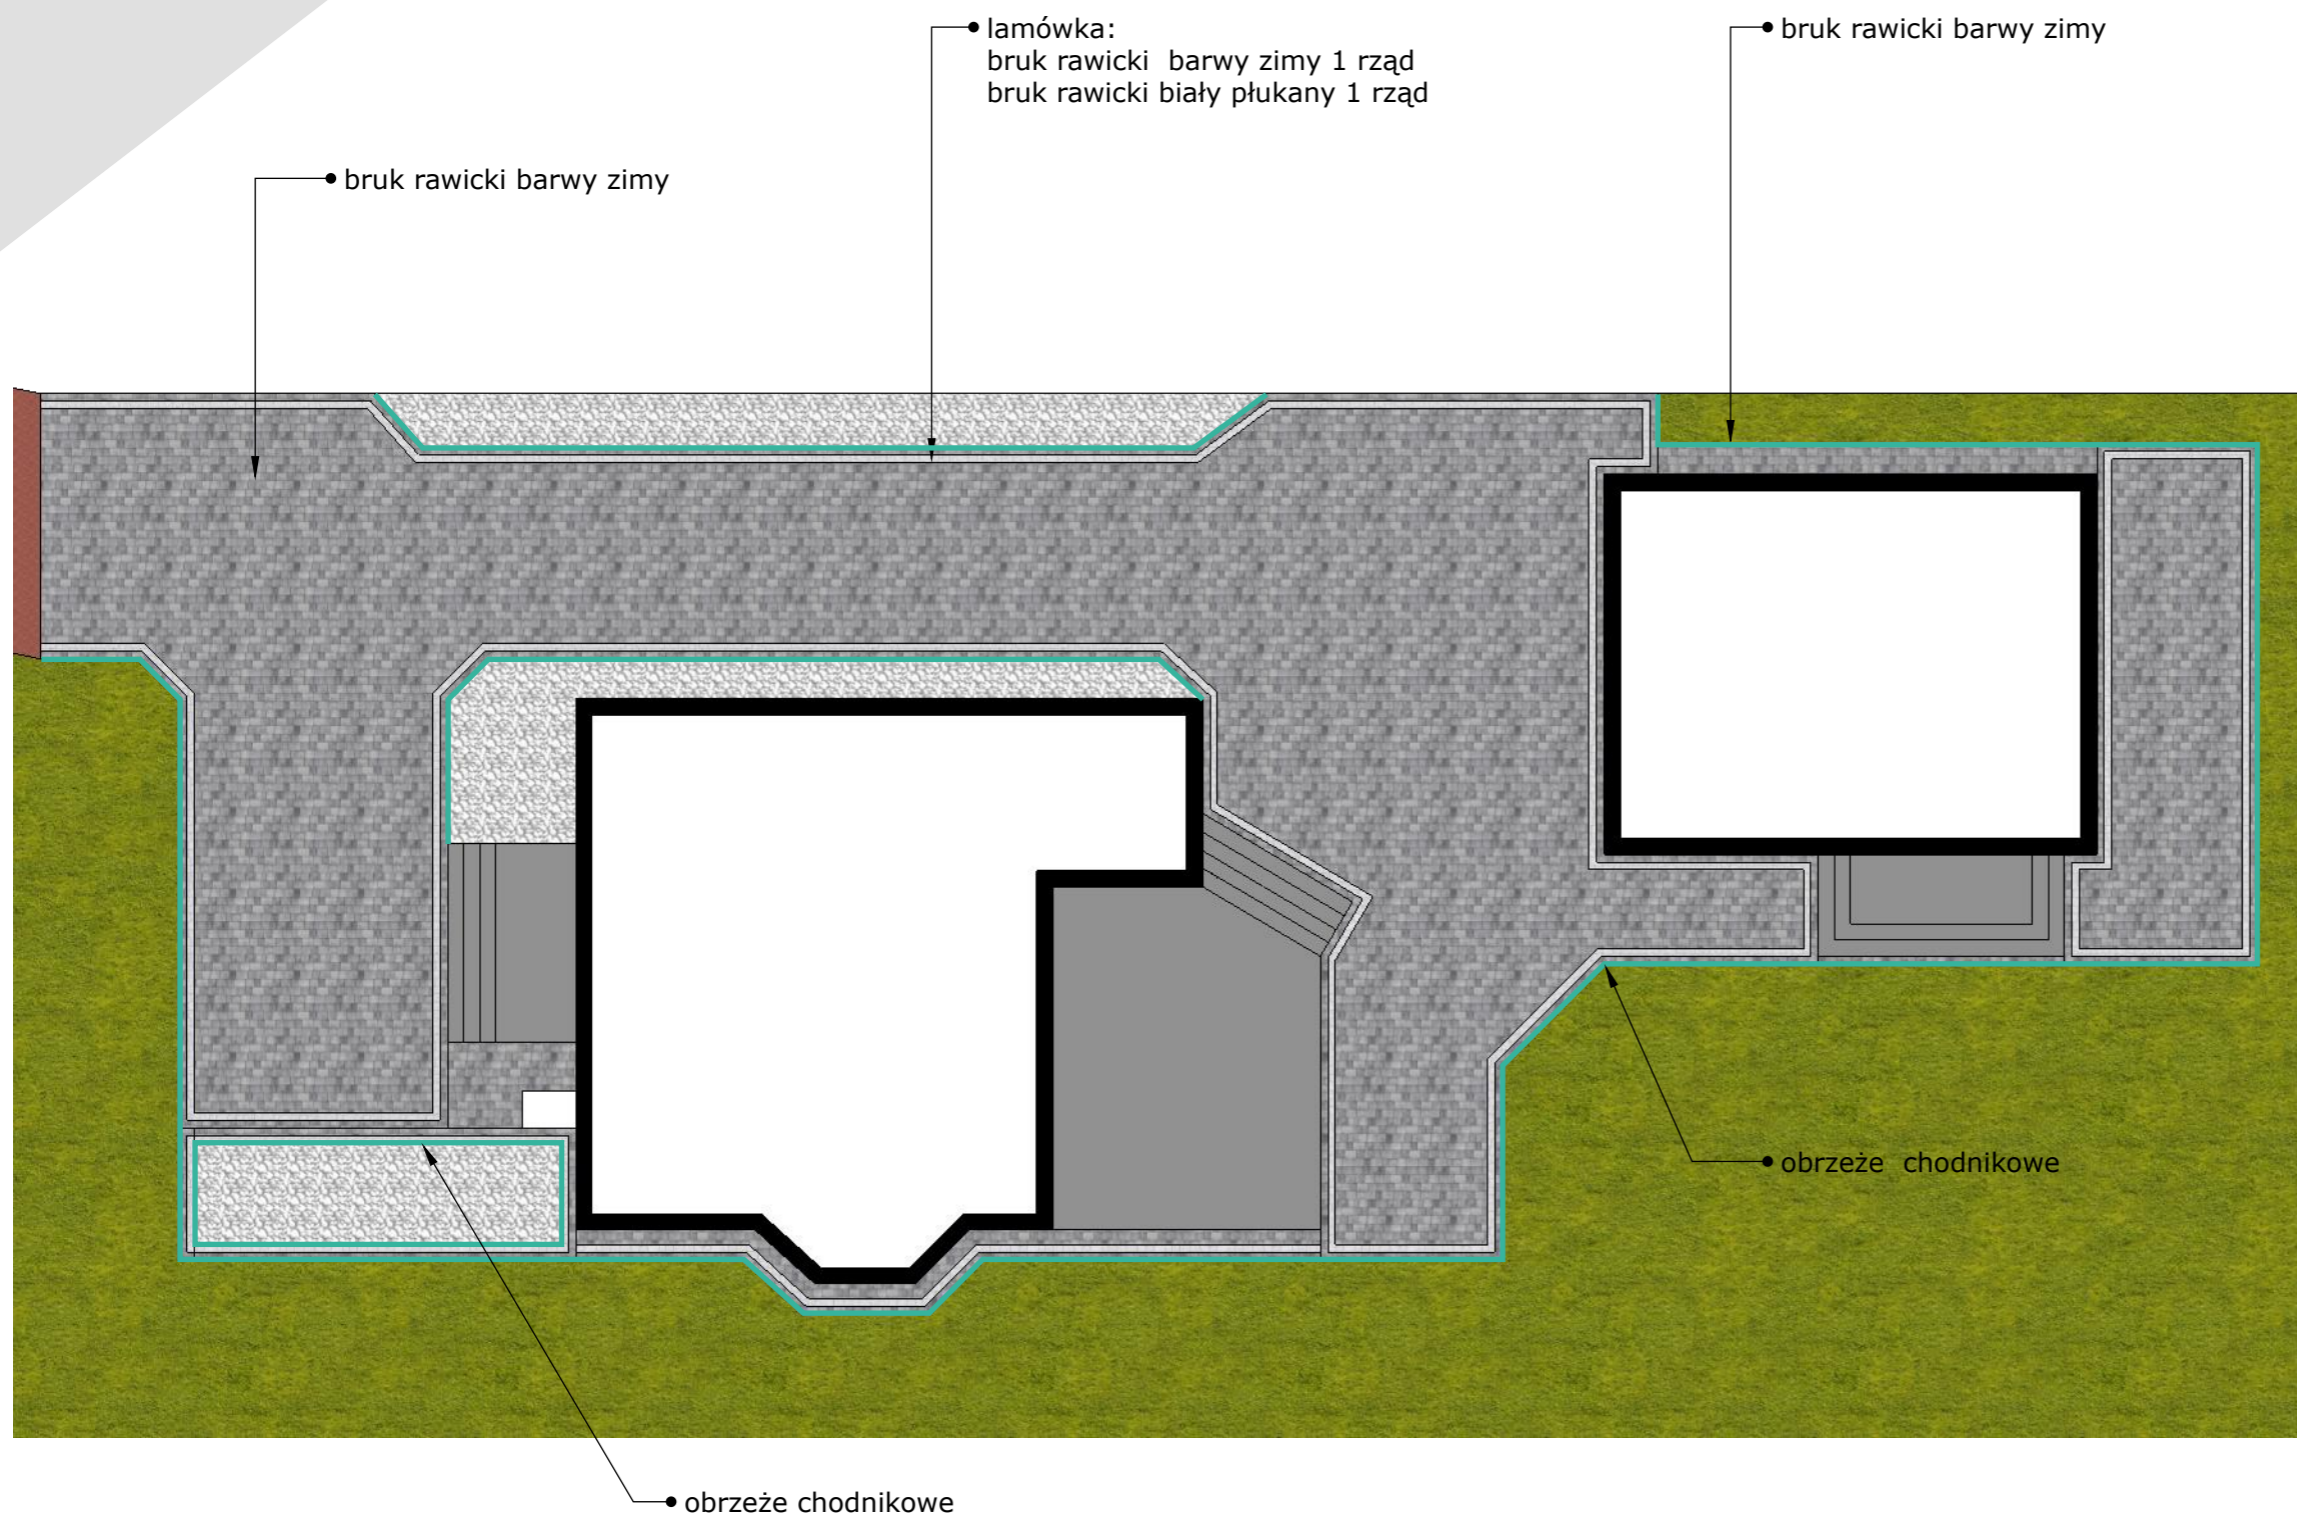 lamówka:
bruk rawicki  barwy zimy 1 rząd
bruk rawicki biały płukany 1 rząd
bruk rawicki barwy zimy
bruk rawicki barwy zimy
obrzeże  chodnikowe
obrzeże chodnikowe